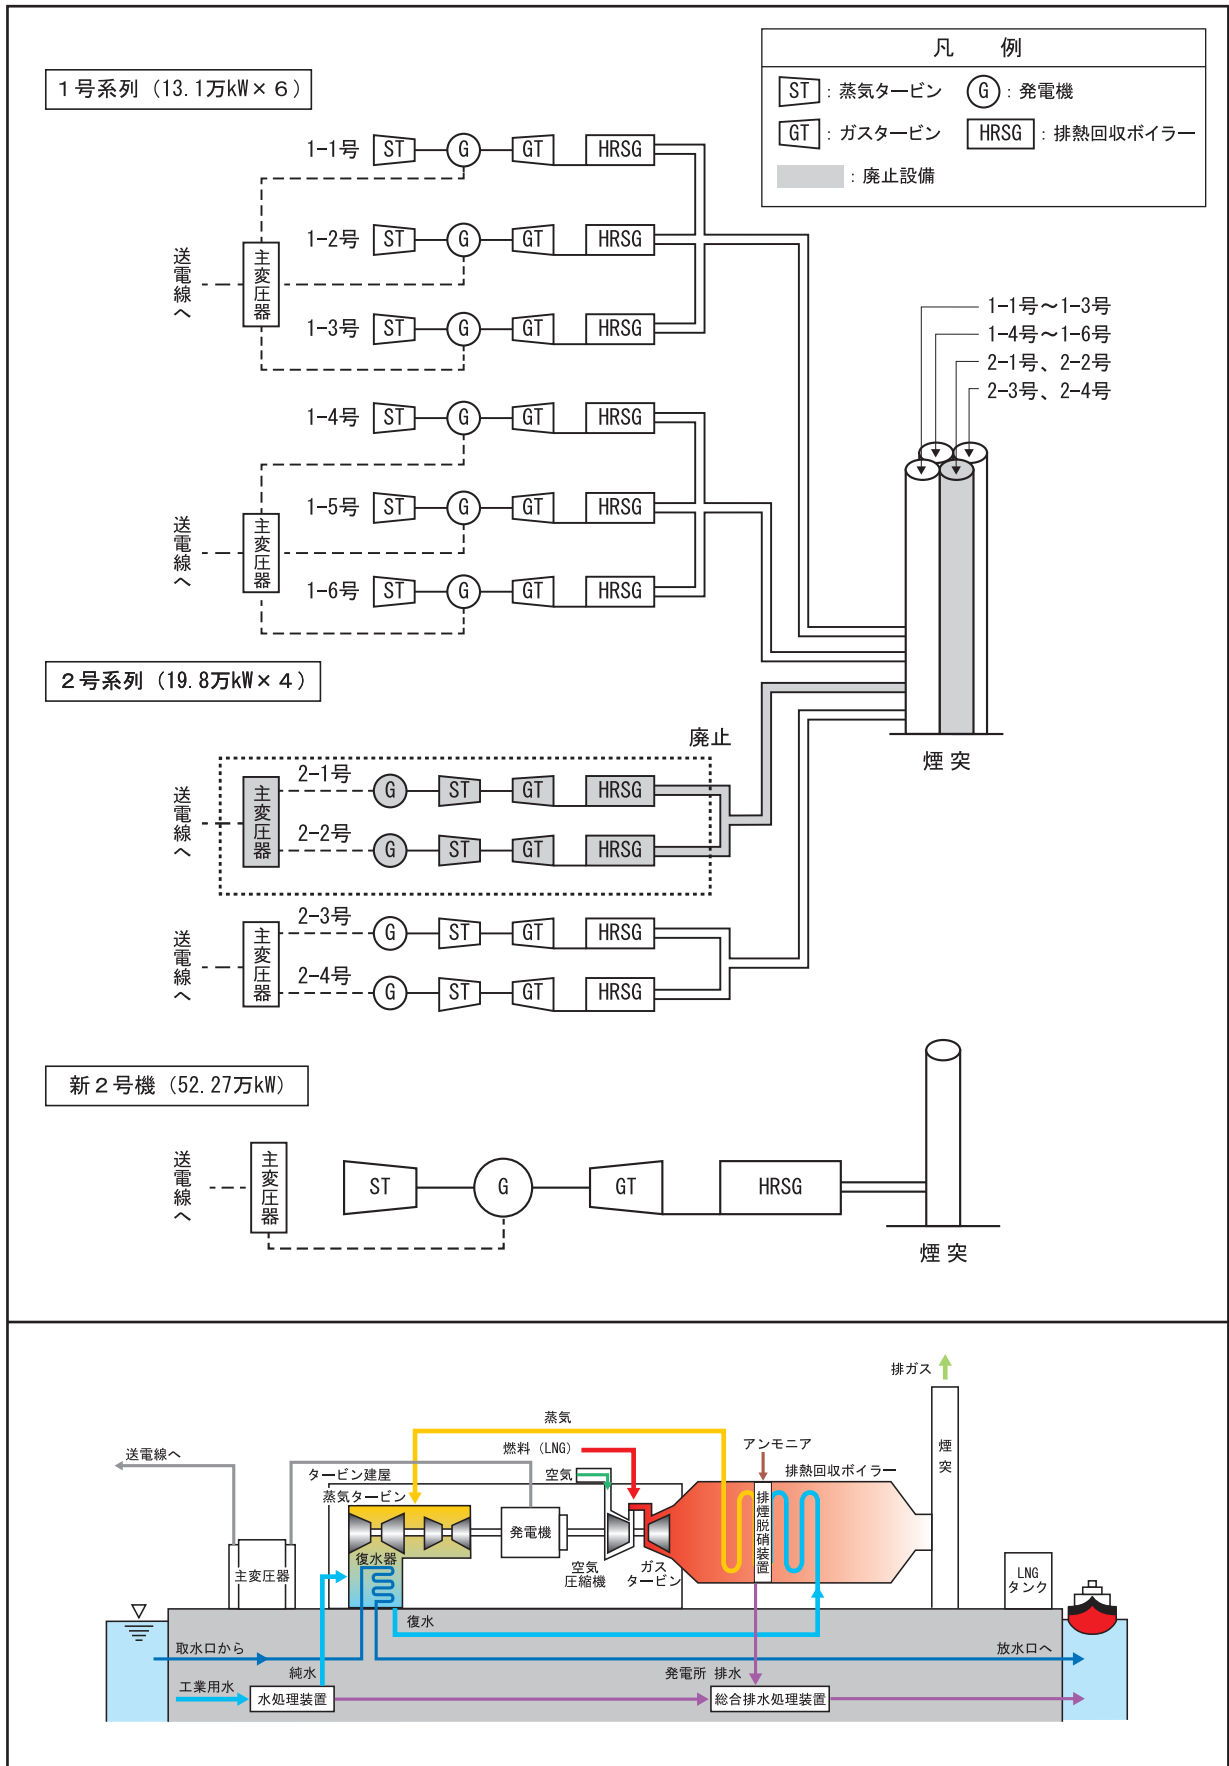 凡　例
ST：蒸気タービン　G：発電機
GT：ガスタービン　HRSG：排熱回収ボイラー
：廃止設備
1号系列（13.1万kW×6）
1-1号 ST G GT HRSG
1-2号 ST G GT HRSG
送電線へ
主変圧器
1-3号 ST G GT HRSG
1-4号 ST G GT HRSG
1-5号 ST G GT HRSG
送電線へ
主変圧器
1-6号 ST G GT HRSG
1-1号～1-3号
1-4号～1-6号
2-1号、2-2号
2-3号、2-4号
煙突
2号系列（19.8万kW×4）
廃止
2-1号 G ST GT HRSG
送電線へ
主変圧器
2-2号 G ST GT HRSG
2-3号 G ST GT HRSG
送電線へ
主変圧器
2-4号 G ST GT HRSG
新2号機（52.27万kW）
送電線へ
主変圧器
ST G GT HRSG
煙突
排ガス
蒸気
送電線へ
燃料（LNG）
アンモニア
タービン建屋
空気
排熱回収ボイラー
煙突
蒸気タービン
排煙脱硝装置
発電機
復水器
空気圧縮機
ガスタービン
主変圧器
LNGタンク
復水
取水口から
放水口へ
純水
発電所 排水
工業用水
水処理装置
総合排水処理装置